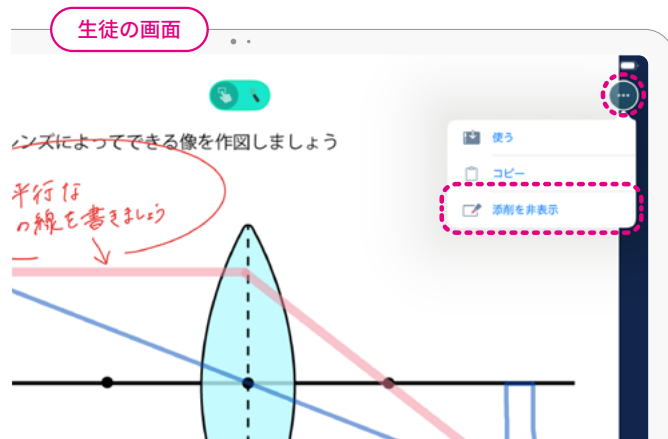 生徒の画面
レンズによってできる像を作図しましょう
使う
コピー
添削を非表示
平行な
の線を書きましょう